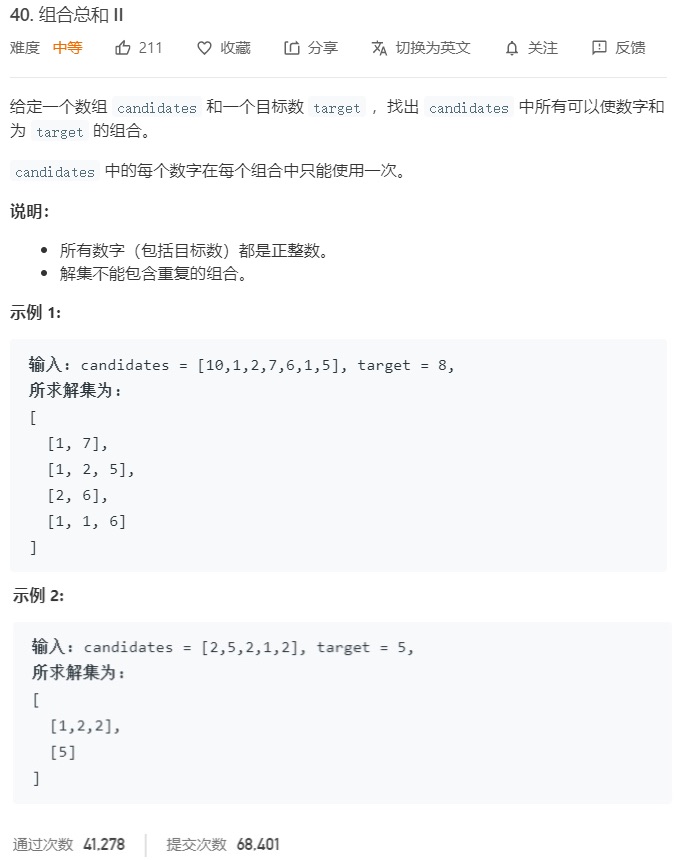 40. 组合总和 II
难度 中等 211 收藏 分享 切换为英文 关注 反馈
给定一个数组 candidates 和一个目标数 target ，找出 candidates 中所有可以使数字和
为 target 的组合。
candidates 中的每个数字在每个组合中只能使用一次。
说明：
• 所有数字（包括目标数）都是正整数。
• 解集不能包含重复的组合。
示例 1:
输入: candidates = [10,1,2,7,6,1,5], target = 8,
所求解集为:
[
[1, 7],
[1, 2, 5],
[2, 6],
[1, 1, 6]
]
示例 2:
输入: candidates = [2,5,2,1,2], target = 5,
所求解集为:
[
[1,2,2],
[5]
]
通过次数 41,278 提交次数 68,401